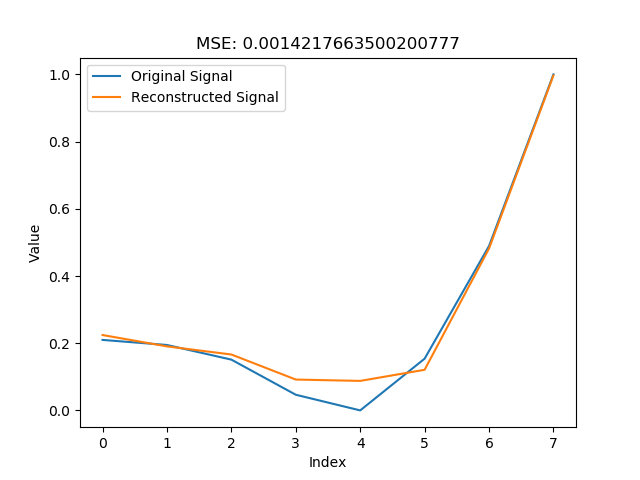 MSE: 0.0014217663500200777
Original Signal
Reconstructed Signal
1.0
0.8
0.6
0.4
0.2
0.0
Value
0 1 2 3 4 5 6 7
Index